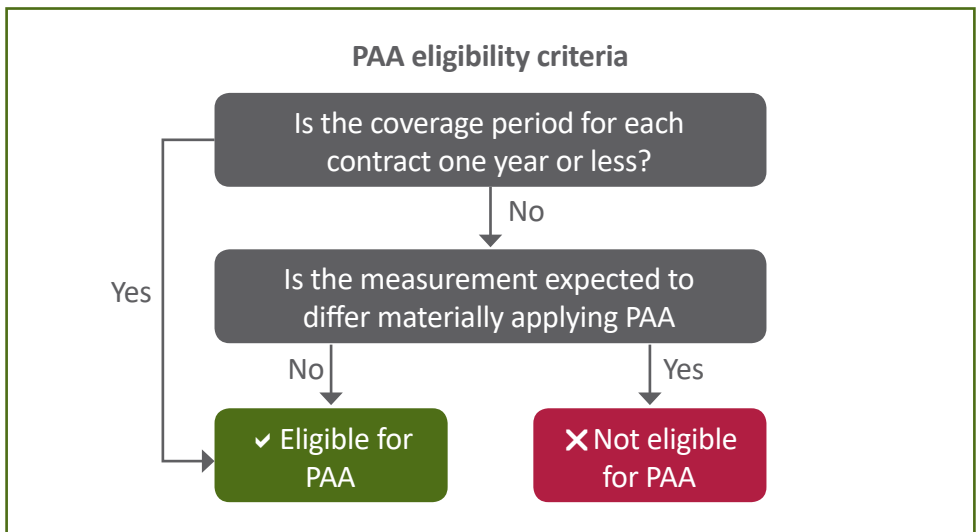 PAA eligibility criteria
Is the coverage period for each
contract one year or less?
No
Yes
Is the measurement expected to
differ materially applying PAA
No
Yes
✔ Eligible for
PAA
✕ Not eligible
for PAA